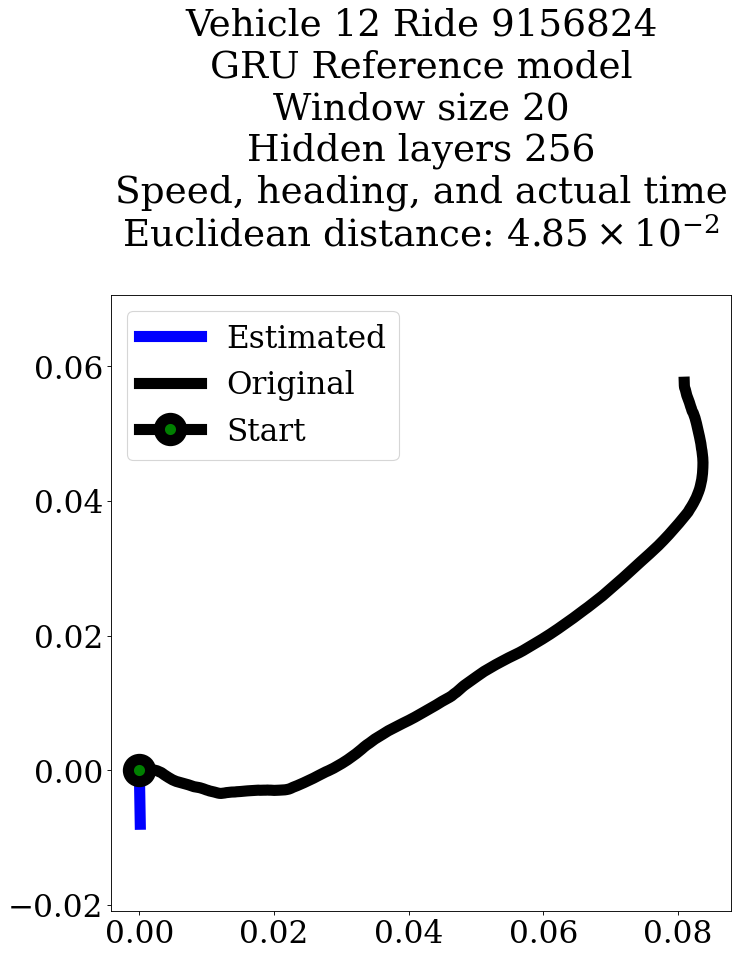 Vehicle 12 Ride 9156824
GRU Reference model
Window size 20
Hidden layers 256
Speed, heading, and actual time
Euclidean distance: 4.85 × 10⁻²
Estimated
Original
Start
0.06
0.04
0.02
0.00
−0.02
0.00 0.02 0.04 0.06 0.08